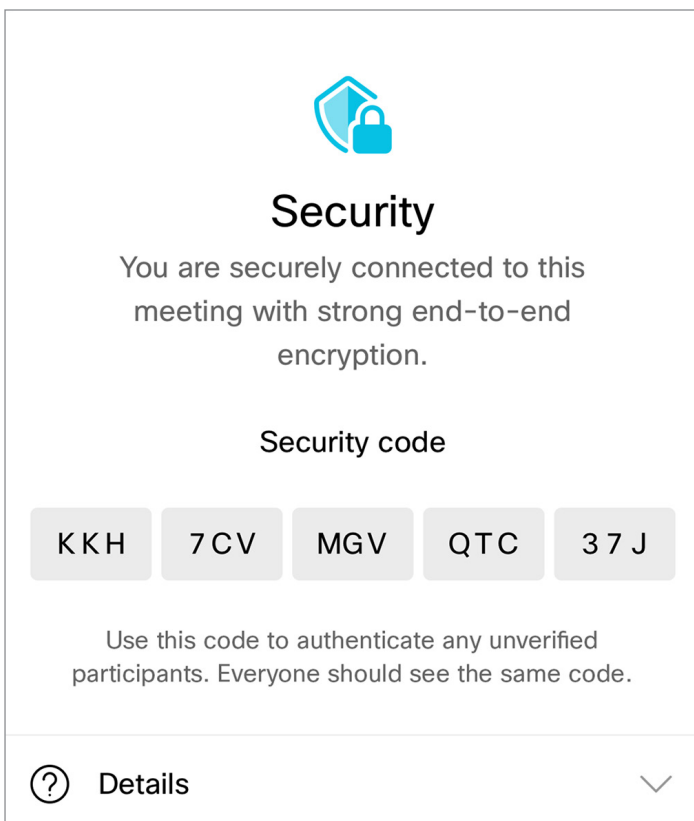 Security
You are securely connected to this
meeting with strong end-to-end
encryption.
Security code
KKH 7CV MGV QTC 37J
Use this code to authenticate any unverified
participants. Everyone should see the same code.
? Details